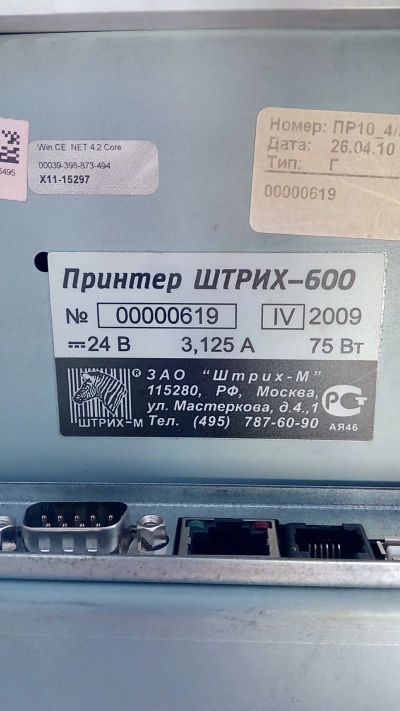 Win CE .NET 4.2 Core
00039-398-873-494
X11-15297
6495
Номер: ПР10_4/
Дата: 26.04.10
Тип: Г
00000619
Принтер ШТРИХ-600
№ 00000619 IV 2009
24 В 3,125 А 75 Вт
ШТРИХ-М
®
ЗАО "Штрих-М"
115280, РФ, Москва,
ул. Мастеркова, д.4.,1
Тел. (495) 787-60-90
РСТ
АЯ46